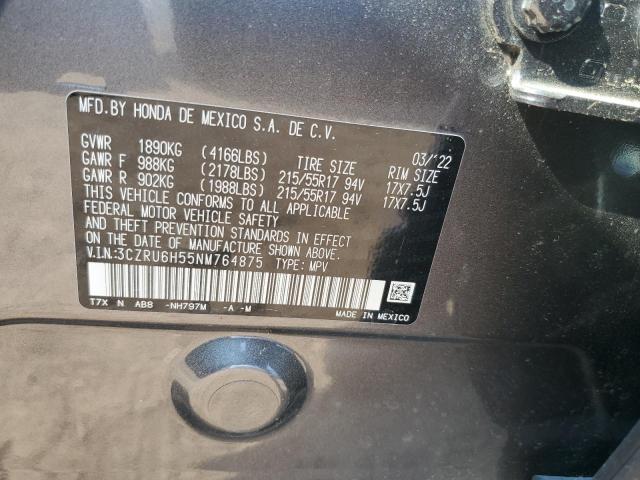 MFD. BY HONDA DE MEXICO S.A. DE C.V.
03/'22
GVWR 1890KG (4166LBS) TIRE SIZE RIM SIZE
GAWR F 988KG (2178LBS) 215/55R17 94V 17X7.5J
GAWR R 902KG (1988LBS) 215/55R17 94V 17X7.5J
THIS VEHICLE CONFORMS TO ALL APPLICABLE
FEDERAL MOTOR VEHICLE SAFETY
AND THEFT PREVENTION STANDARDS IN EFFECT
ON THE DATE OF MANUFACTURE SHOWN ABOVE.
V.I.N:3CZRU6H55NM764875 TYPE: MPV
T7X N AB8 -NH797M -A -M
MADE IN MEXICO